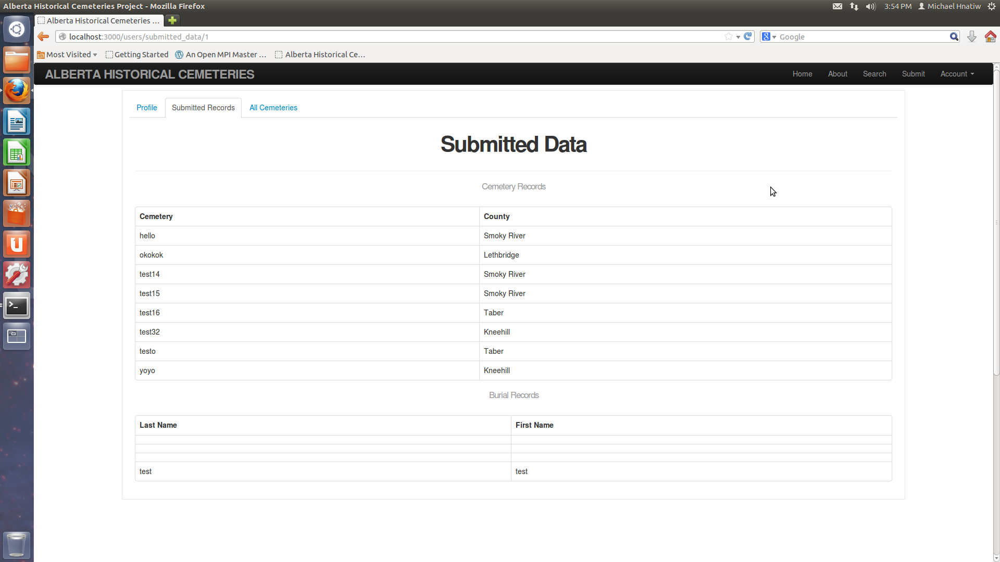 Alberta Historical Cemeteries Project - Mozilla Firefox
3:54 PM Michael Hnatiw
Alberta Historical Cemeteries ...
localhost:3000/users/submitted_data/1
Google
Most Visited Getting Started An Open MPI Master ... Alberta Historical Ce...
ALBERTA HISTORICAL CEMETERIES
Home About Search Submit Account
Profile Submitted Records All Cemeteries
Submitted Data
Cemetery Records
Cemetery County
hello Smoky River
okokok Lethbridge
test14 Smoky River
test15 Smoky River
test16 Taber
test32 Kneehill
testo Taber
yoyo Kneehill
Burial Records
Last Name First Name
test test